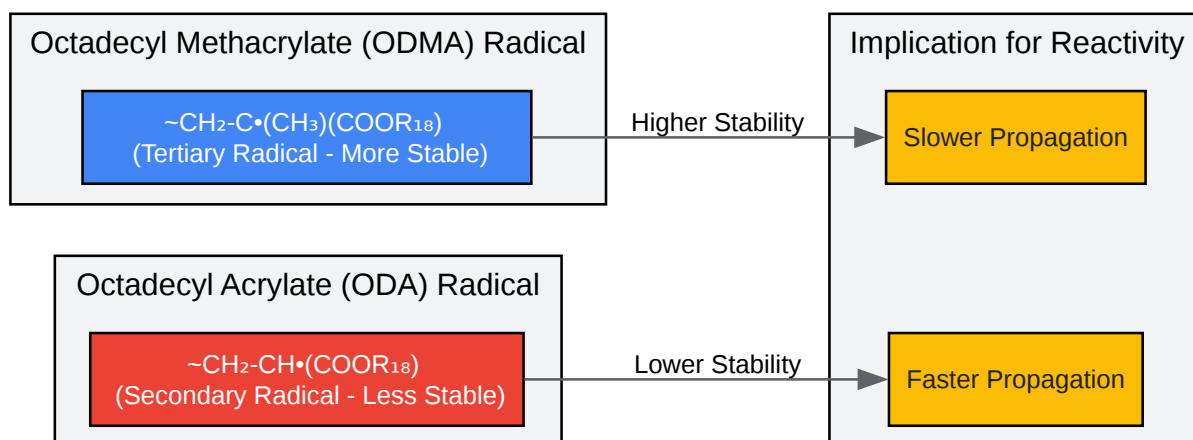 Octadecyl Methacrylate (ODMA) Radical
~CH₂-C•(CH₃)(COOR₁₈)
(Tertiary Radical - More Stable)
Higher Stability
Implication for Reactivity
Slower Propagation
Octadecyl Acrylate (ODA) Radical
~CH₂-CH•(COOR₁₈)
(Secondary Radical - Less Stable)
Lower Stability
Faster Propagation